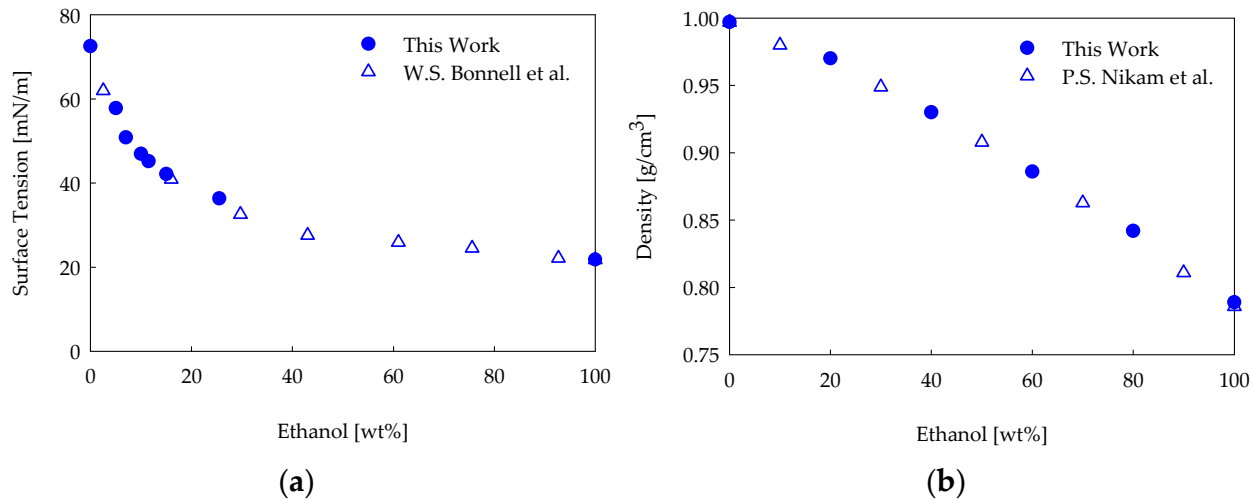 80
60
40
20
0
Surface Tension [mN/m]
This Work
W.S. Bonnell et al.
0 20 40 60 80 100
Ethanol [wt%]
(a)
1.00
0.95
0.90
0.85
0.80
0.75
Density [g/cm³]
This Work
P.S. Nikam et al.
0 20 40 60 80 100
Ethanol [wt%]
(b)